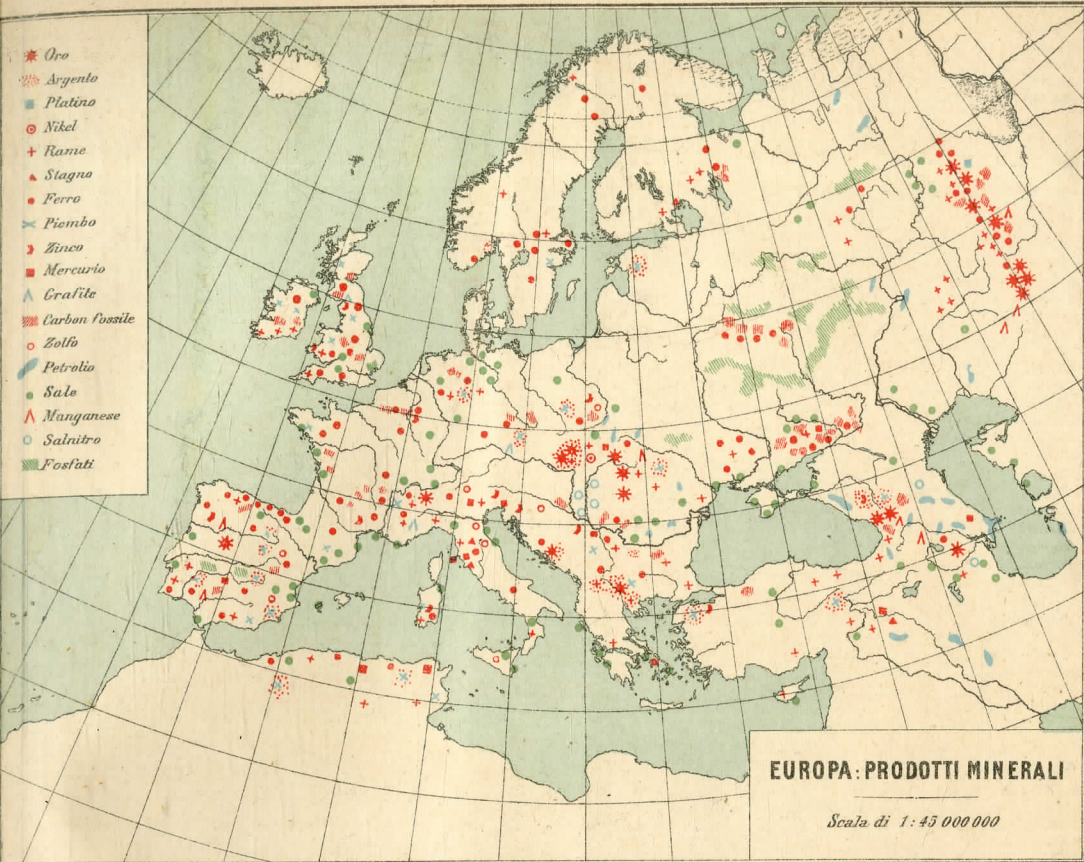 Oro
Argento
Platino
Nikel
Rame
Stagno
Ferro
Piombo
Zinco
Mercurio
Grafite
Carbon fossile
Zolfo
Petrolio
Sale
Manganese
Salnitro
Fosfati
EUROPA: PRODOTTI MINERALI
Scala di 1:45 000 000